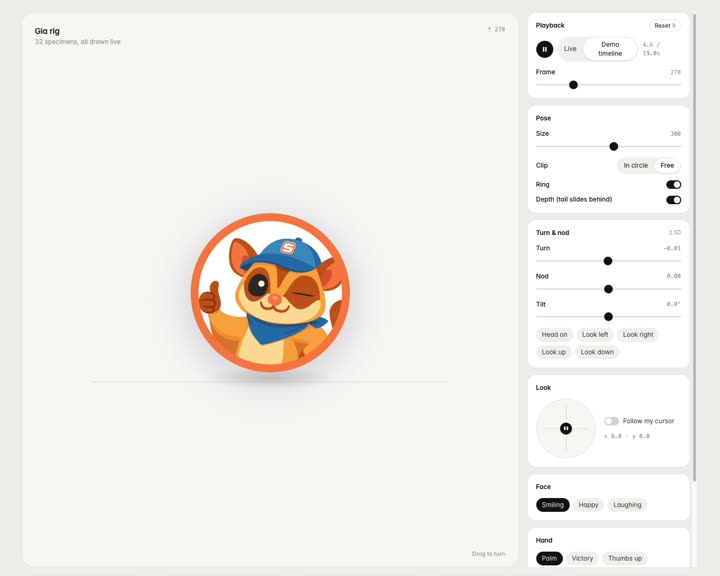 Gia rig
32 specimens, all drawn live
f 278
S
Drag to turn
Playback
Reset R
Live
Demo timeline
4.6 / 19.0s
Frame
278
Pose
Size
300
Clip
In circle
Free
Ring
Depth (tail slides behind)
Turn & nod
2.5D
Turn
−0.01
Nod
0.00
Tilt
0.0°
Head on
Look left
Look right
Look up
Look down
Look
Follow my cursor
x 0.0 · y 0.0
Face
Smiling
Happy
Laughing
Hand
Palm
Victory
Thumbs up